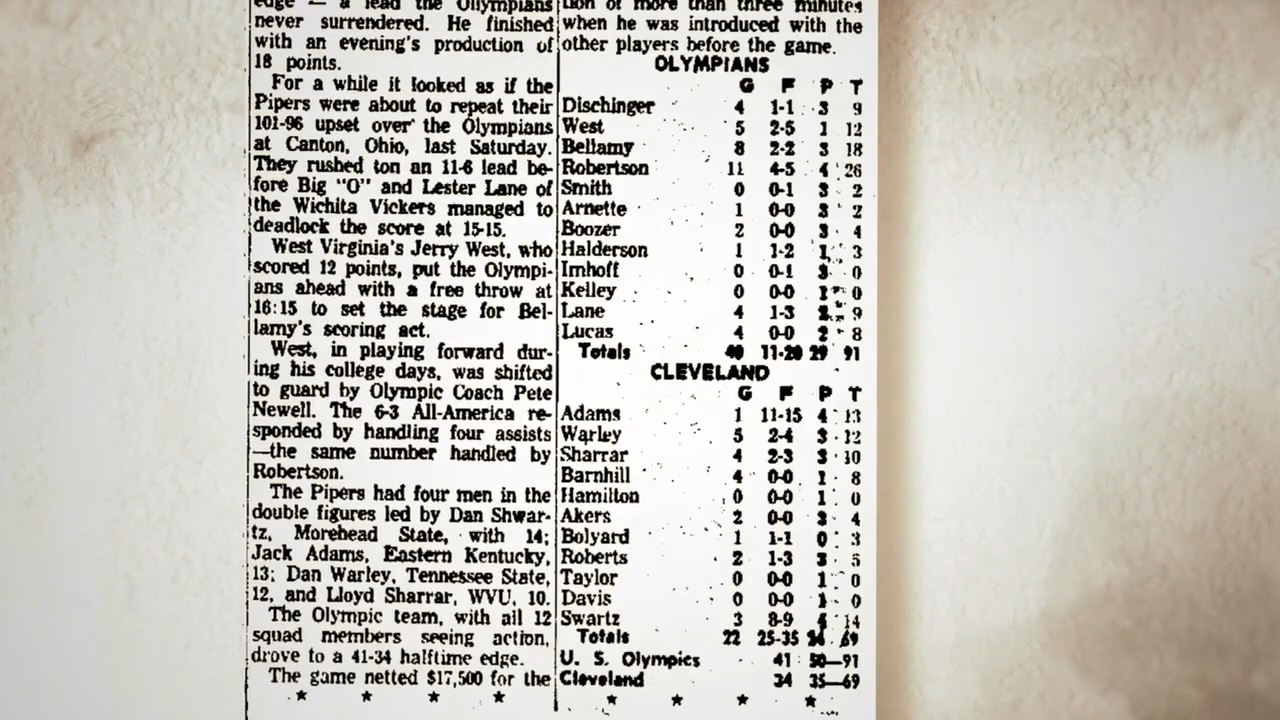 edge — a lead the Olympians
never surrendered. He finished
with an evening's production of
18 points.
For a while it looked as if the
Pipers were about to repeat their
101-96 upset over the Olympians
at Canton, Ohio, last Saturday.
They rushed ton an 11-6 lead be-
fore Big "O" and Lester Lane of
the Wichita Vickers managed to
deadlock the score at 15-15.
West Virginia's Jerry West, who
scored 12 points, put the Olympi-
ans ahead with a free throw at
16:15 to set the stage for Bel-
lamy's scoring act.
West, in playing forward dur-
ing his college days, was shifted
to guard by Olympic Coach Pete
Newell. The 6-3 All-America re-
sponded by handling four assists
—the same number handled by
Robertson.
The Pipers had four men in the
double figures led by Dan Shwar-
tz, Morehead State, with 14;
Jack Adams, Eastern Kentucky,
13; Dan Warley, Tennessee State,
12, and Lloyd Sharrar, WVU, 10.
The Olympic team, with all 12
squad members seeing action,
drove to a 41-34 halftime edge.
The game netted $17,500 for the
tion of more than three minutes
when he was introduced with the
other players before the game.
OLYMPIANS
G F P T
Dischinger 4 1-1 3 9
West 5 2-5 1 12
Bellamy 8 2-2 3 18
Robertson 11 4-5 4 26
Smith 0 0-1 3 2
Arnette 1 0-0 3 2
Boozer 2 0-0 3 4
Halderson 1 1-2 1 3
Imhoff 0 0-1 3 0
Kelley 0 0-0 1 0
Lane 4 1-3 2 9
Lucas 4 0-0 2 8
Totals 40 11-20 29 91
CLEVELAND
G F P T
Adams 1 11-15 4 13
Warley 5 2-4 3 12
Sharrar 4 2-3 3 10
Barnhill 4 0-0 1 8
Hamilton 0 0-0 1 0
Akers 2 0-0 3 4
Bolyard 1 1-1 0 3
Roberts 2 1-3 3 5
Taylor 0 0-0 1 0
Davis 0 0-0 1 0
Swartz 3 8-9 14
Totals 22 25-35 69
U. S. Olympics 41 50—91
Cleveland 34 35—69